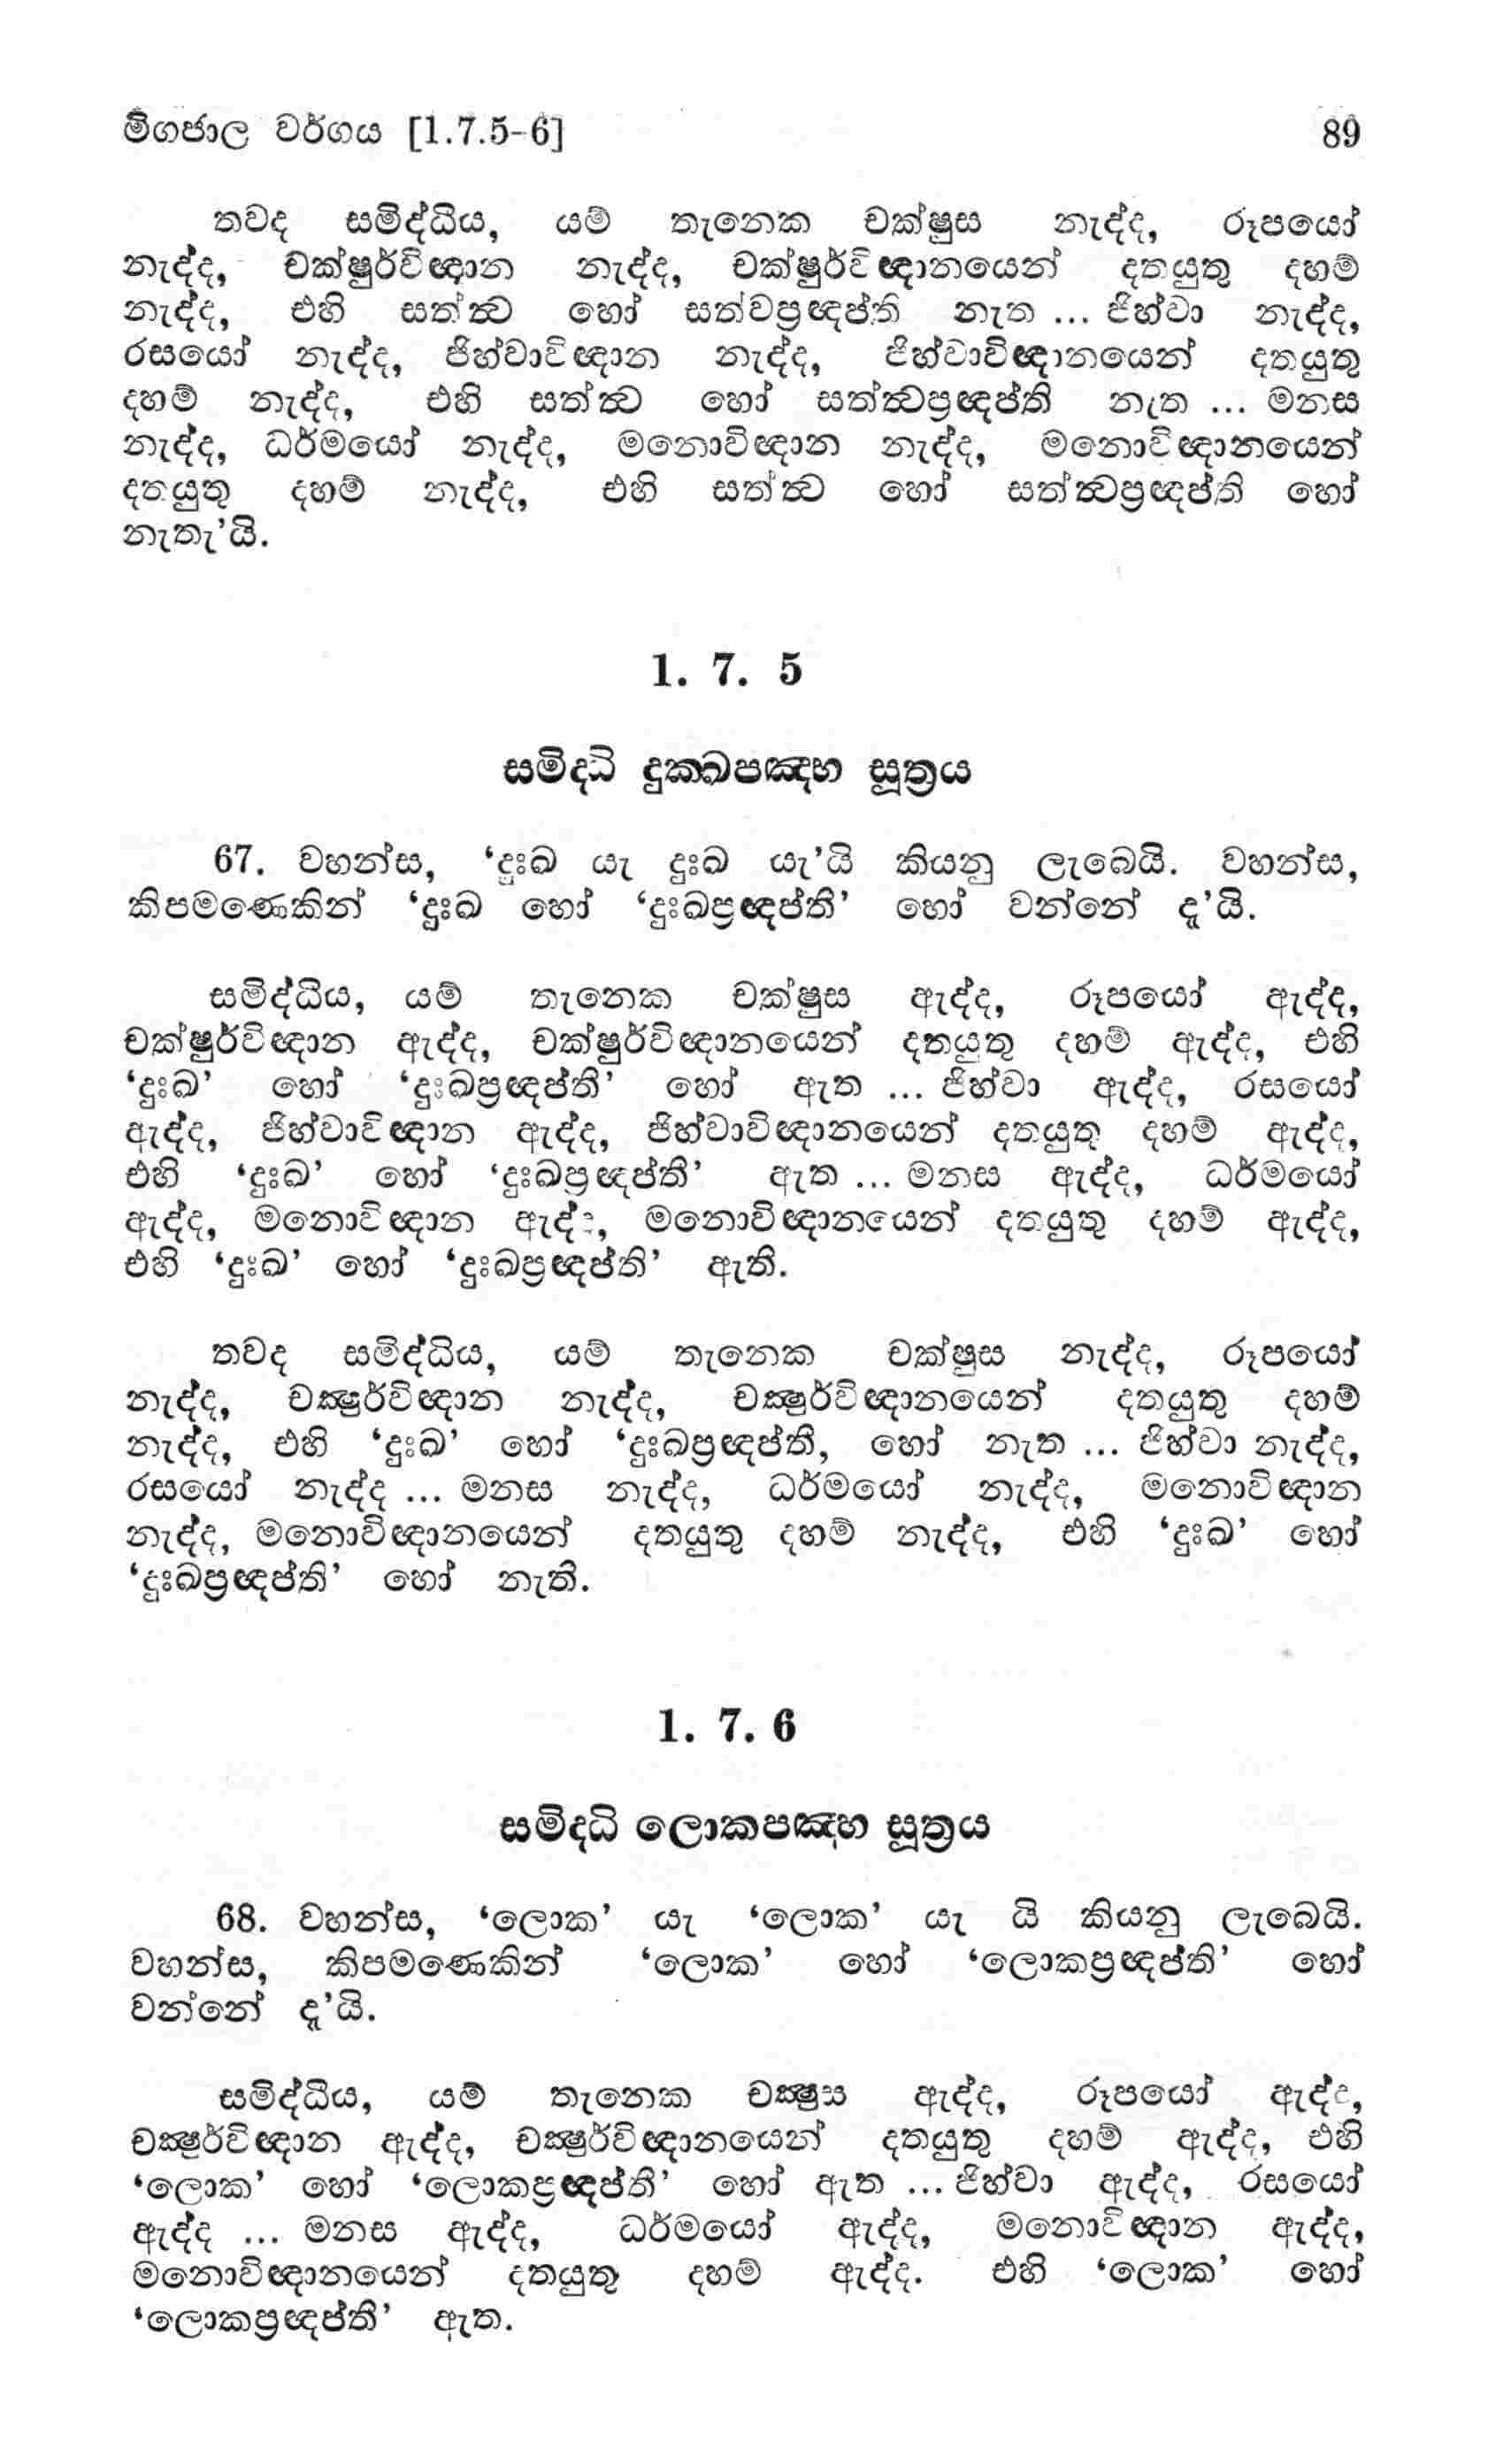 මිගජාල වර්ගය [1.7.5-6] 89
තවද සමිද්ධිය, යම් තැනෙක චක්ෂුස නැද්ද, රූපයෝ
නැද්ද, චක්ෂුර්විඥාන නැද්ද, චක්ෂුර්විඥානයෙන් දතයුතු දහම්
නැද්ද, එහි සත්ත්‍ව හෝ සත්වප්‍රඥප්ති නැත ... ජිහ්වා නැද්ද,
රසයෝ නැද්ද, ජිහ්වාවිඥාන නැද්ද, ජිහ්වාවිඥානයෙන් දතයුතු
දහම් නැද්ද, එහි සත්ත්‍ව හෝ සත්ත්‍වප්‍රඥප්ති නැත ... මනස
නැද්ද, ධර්මයෝ නැද්ද, මනොවිඥාන නැද්ද, මනොවිඥානයෙන්
දතයුතු දහම් නැද්ද, එහි සත්ත්‍ව හෝ සත්ත්‍වප්‍රඥප්ති හෝ
නැතැ’යි.
1. 7. 5
සමිද්‍ධි දුක්‍ඛපඤ්‍හ සූත්‍රය
67. වහන්ස, ‘දුඃඛ යැ දුඃඛ යැ’යි කියනු ලැබෙයි. වහන්ස,
කිපමණෙකින් ‘දුඃඛ හෝ ‘දුඃඛප්‍රඥප්ති’ හෝ වන්නේ දැ’යි.
සමිද්ධිය, යම් තැනෙක චක්ෂුස ඇද්ද, රූපයෝ ඇද්ද,
චක්ෂුර්විඥාන ඇද්ද, චක්ෂුර්විඥානයෙන් දතයුතු දහම් ඇද්ද, එහි
‘දුඃඛ’ හෝ ‘දුඃඛප්‍රඥප්ති’ හෝ ඇත ... ජිහ්වා ඇද්ද, රසයෝ
ඇද්ද, ජිහ්වාවිඥාන ඇද්ද, ජිහ්වාවිඥානයෙන් දතයුතු දහම් ඇද්ද,
එහි ‘දුඃඛ’ හෝ ‘දුඃඛප්‍රඥප්ති’ ඇත ... මනස ඇද්ද, ධර්මයෝ
ඇද්ද, මනොවිඥාන ඇද්ද, මනොවිඥානයෙන් දතයුතු දහම් ඇද්ද,
එහි ‘දුඃඛ’ හෝ ‘දුඃඛප්‍රඥප්ති’ ඇති.
තවද සමිද්ධිය, යම් තැනෙක චක්ෂුස නැද්ද, රූපයෝ
නැද්ද, චක්‍ෂුර්විඥාන නැද්ද, චක්‍ෂුර්විඥානයෙන් දතයුතු දහම්
නැද්ද, එහි ‘දුඃඛ’ හෝ ‘දුඃඛප්‍රඥප්ති, හෝ නැත ... ජිහ්වා නැද්ද,
රසයෝ නැද්ද ... මනස නැද්ද, ධර්මයෝ නැද්ද, මනොවිඥාන
නැද්ද, මනොවිඥානයෙන් දතයුතු දහම් නැද්ද, එහි ‘දුඃඛ’ හෝ
‘දුඃඛප්‍රඥප්ති’ හෝ නැති.
1. 7. 6
සමිද්‍ධි ලොකපඤ්‍හ සූත්‍රය
68. වහන්ස, ‘ලොක’ යැ ‘ලොක’ යැ යි කියනු ලැබෙයි.
වහන්ස, කිපමණෙකින් ‘ලොක’ හෝ ‘ලොකප්‍රඥප්ති’ හෝ
වන්නේ දැ’යි.
සමිද්ධිය, යම් තැනෙක චක්‍ෂුස ඇද්ද, රූපයෝ ඇද්ද,
චක්‍ෂුර්විඥාන ඇද්ද, චක්‍ෂුර්විඥානයෙන් දතයුතු දහම් ඇද්ද, එහි
‘ලොක’ හෝ ‘ලොකප්‍රඥප්ති’ හෝ ඇත ... ජිහ්වා ඇද්ද, රසයෝ
ඇද්ද ... මනස ඇද්ද, ධර්මයෝ ඇද්ද, මනොවිඥාන ඇද්ද,
මනොවිඥානයෙන් දතයුතු දහම් ඇද්ද. එහි ‘ලොක’ හෝ
‘ලොකප්‍රඥප්ති’ ඇත.